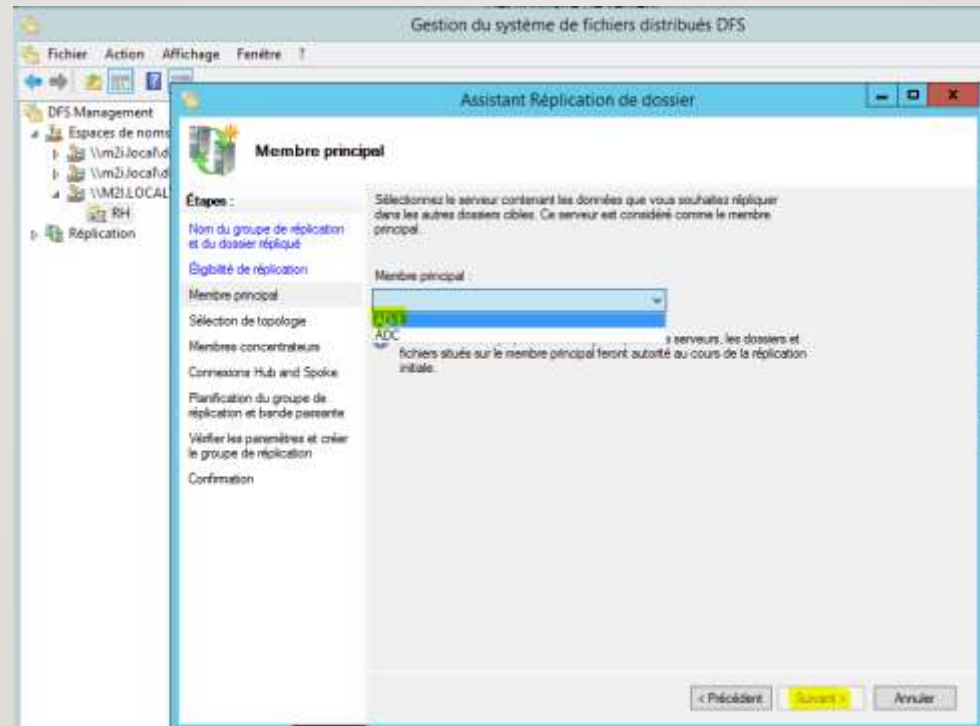 Gestion du système de fichiers distribués DFS
Fichier Action Affichage Fenêtre ?
DFS Management
Espaces de noms
\\m2i.local\d
\\m2i.local\d
\\M2I.LOCAL\
RH
Réplication
Assistant Réplication de dossier
Membre principal
Étapes :
Nom du groupe de réplication
et du dossier répliqué
Éligibilité de réplication
Membre principal
Sélection de topologie
Membres concentrateurs
Connexions Hub and Spoke
Planification du groupe de
réplication et bande passante
Vérifier les paramètres et créer
le groupe de réplication
Confirmation
Sélectionnez le serveur contenant les données que vous souhaitez répliquer
dans les autres dossiers cibles. Ce serveur est considéré comme le membre
principal.
Membre principal :
ADC
serveurs, les dossiers et
fichiers situés sur le membre principal feront autorité au cours de la réplication
initiale.
< Précédent Suivant > Annuler